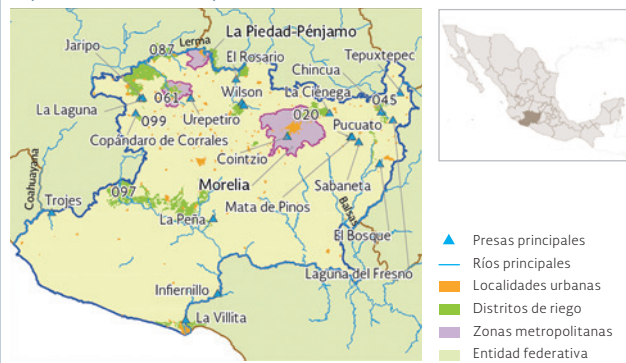 087
Lerma
La Piedad-Pénjamo
Jaripo
El Rosario
Tepuxtepec
Chincua
Wilson
La Ciénega
045
061
La Laguna
020
099
Urepetiro
Pucuato
Copándaro de Corrales
Cointzio
Coahuayana
Morelia
Sabaneta
097
Trojes
Mata de Pinos
Balsas
La Peña
El Bosque
Laguna del Fresno
Infiernillo
La Villita
Presas principales
Ríos principales
Localidades urbanas
Distritos de riego
Zonas metropolitanas
Entidad federativa